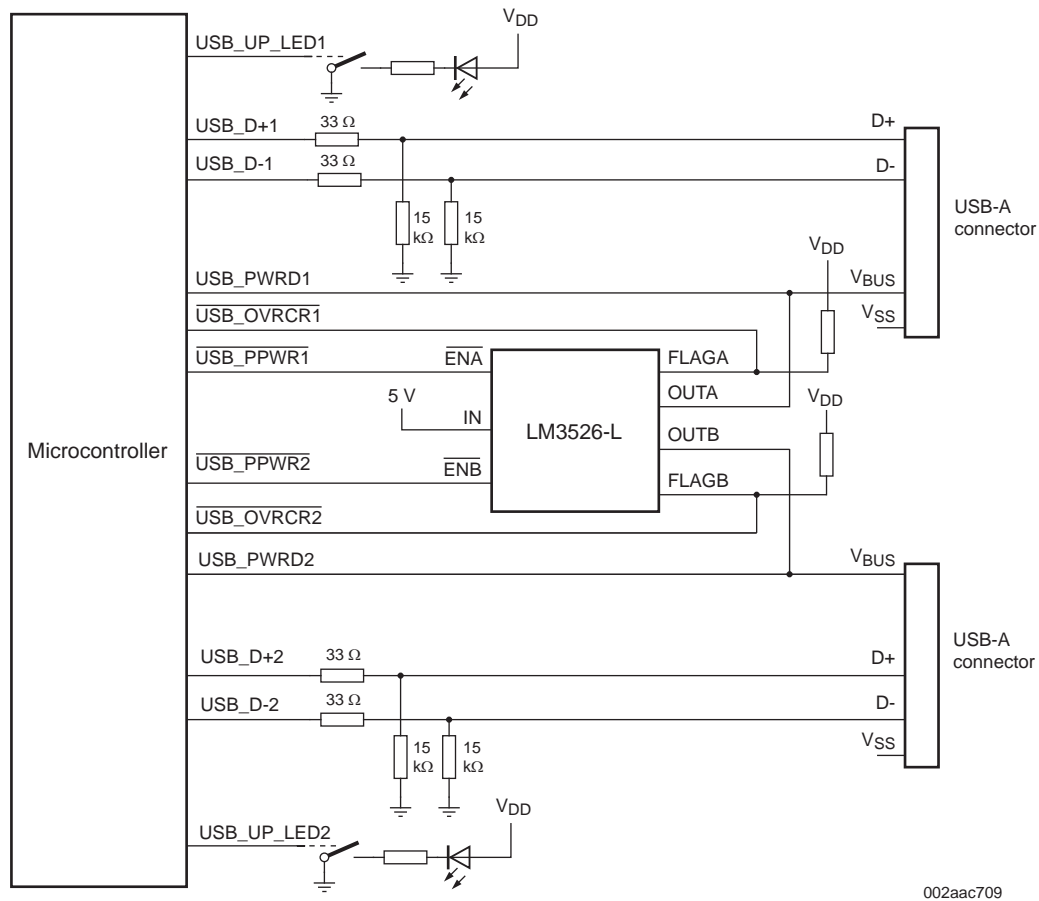 VDD
USB_UP_LED1
USB_D+1
33 Ω
D+
USB_D-1
33 Ω
D-
15 kΩ
15 kΩ
USB-A connector
VDD
USB_PWRD1
VBUS
USB_OVRCR1
VSS
USB_PPWR1
ENA
FLAGA
5 V
IN
OUTA
VDD
Microcontroller
LM3526-L
OUTB
USB_PPWR2
ENB
FLAGB
USB_OVRCR2
USB_PWRD2
VBUS
USB-A connector
USB_D+2
33 Ω
D+
USB_D-2
33 Ω
D-
VSS
15 kΩ
15 kΩ
VDD
USB_UP_LED2
002aac709